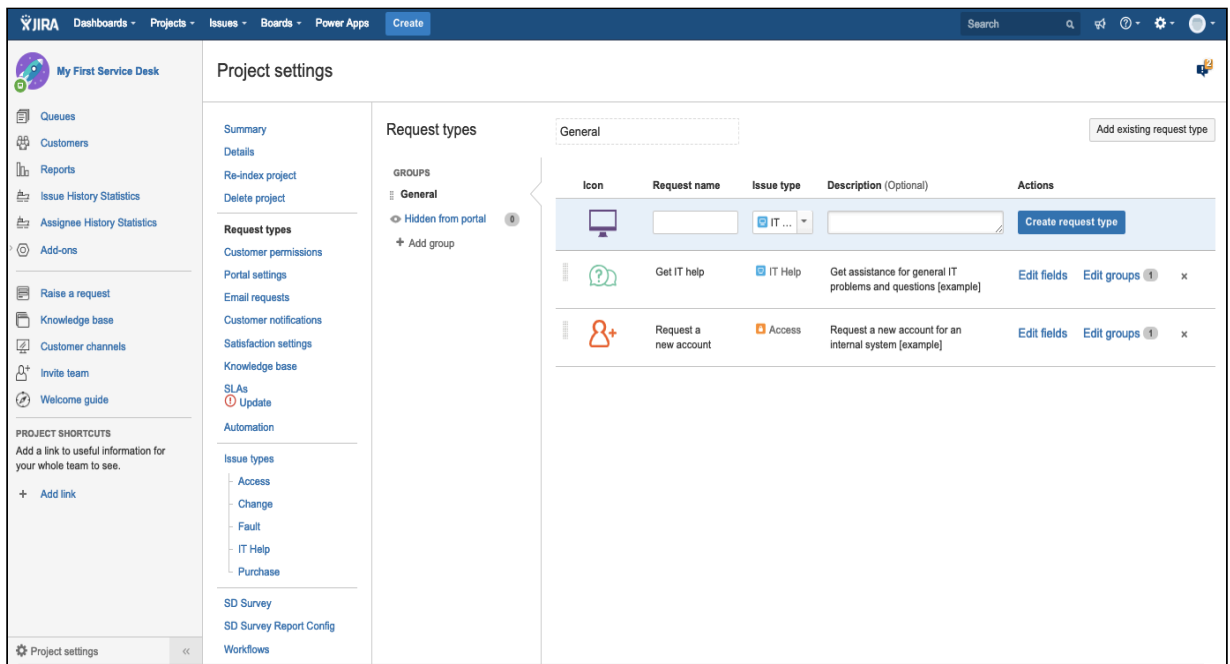 JIRA Dashboards Projects Issues Boards Power Apps Create Search
My First Service Desk
Queues
Customers
Reports
Issue History Statistics
Assignee History Statistics
Add-ons
Raise a request
Knowledge base
Customer channels
Invite team
Welcome guide
PROJECT SHORTCUTS
Add a link to useful information for
your whole team to see.
+ Add link
Project settings «
Project settings
2
Summary
Details
Re-index project
Delete project
Request types
Customer permissions
Portal settings
Email requests
Customer notifications
Satisfaction settings
Knowledge base
SLAs
Update
Automation
Issue types
Access
Change
Fault
IT Help
Purchase
SD Survey
SD Survey Report Config
Workflows
Request types
GROUPS
General
Hidden from portal 0
+ Add group
General
Add existing request type
Icon Request name Issue type Description (Optional) Actions
IT ... Create request type
Get IT help IT Help Get assistance for general IT
problems and questions [example] Edit fields Edit groups 1 x
Request a
new account Access Request a new account for an
internal system [example] Edit fields Edit groups 1 x